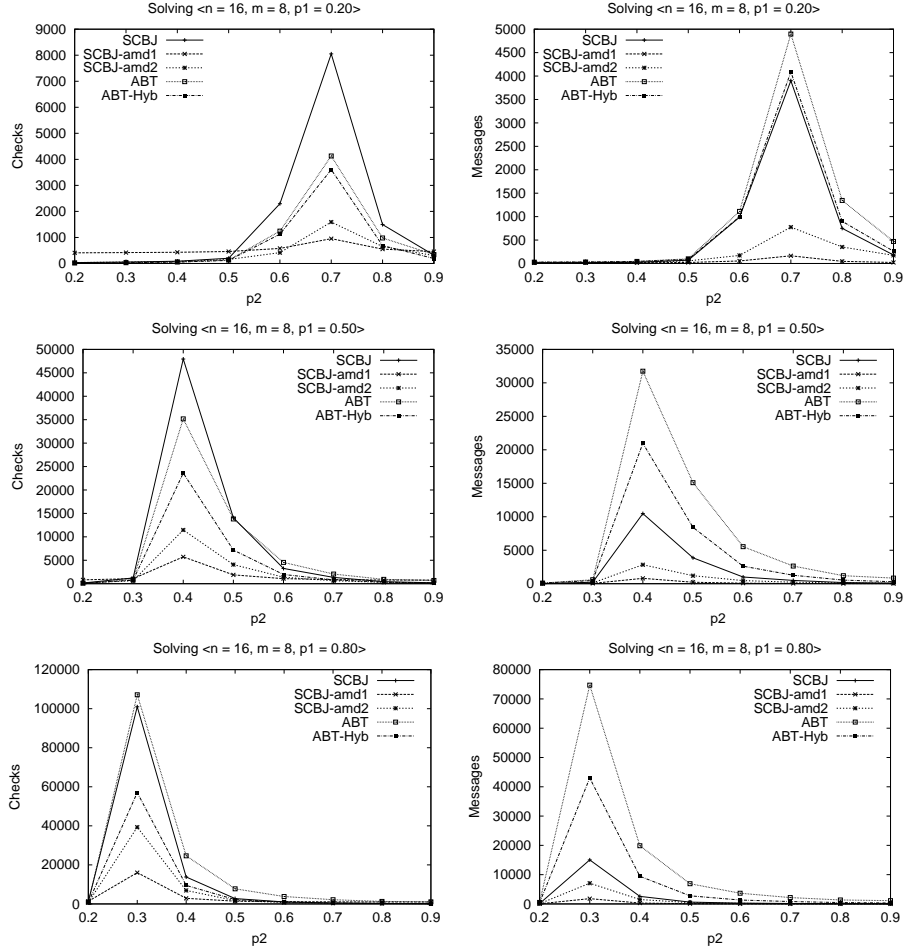 Solving <n = 16, m = 8, p1 = 0.20>
9000
8000
7000
6000
5000
4000
3000
2000
1000
0
Checks
SCBJ
SCBJ-amd1
SCBJ-amd2
ABT
ABT-Hyb
0.2 0.3 0.4 0.5 0.6 0.7 0.8 0.9
p2
Solving <n = 16, m = 8, p1 = 0.20>
5000
4500
4000
3500
3000
2500
2000
1500
1000
500
0
Messages
SCBJ
SCBJ-amd1
SCBJ-amd2
ABT
ABT-Hyb
0.2 0.3 0.4 0.5 0.6 0.7 0.8 0.9
p2
Solving <n = 16, m = 8, p1 = 0.50>
50000
45000
40000
35000
30000
25000
20000
15000
10000
5000
0
Checks
SCBJ
SCBJ-amd1
SCBJ-amd2
ABT
ABT-Hyb
0.2 0.3 0.4 0.5 0.6 0.7 0.8 0.9
p2
Solving <n = 16, m = 8, p1 = 0.50>
35000
30000
25000
20000
15000
10000
5000
0
Messages
SCBJ
SCBJ-amd1
SCBJ-amd2
ABT
ABT-Hyb
0.2 0.3 0.4 0.5 0.6 0.7 0.8 0.9
p2
Solving <n = 16, m = 8, p1 = 0.80>
120000
100000
80000
60000
40000
20000
0
Checks
SCBJ
SCBJ-amd1
SCBJ-amd2
ABT
ABT-Hyb
0.2 0.3 0.4 0.5 0.6 0.7 0.8 0.9
p2
Solving <n = 16, m = 8, p1 = 0.80>
80000
70000
60000
50000
40000
30000
20000
10000
0
Messages
SCBJ
SCBJ-amd1
SCBJ-amd2
ABT
ABT-Hyb
0.2 0.3 0.4 0.5 0.6 0.7 0.8 0.9
p2